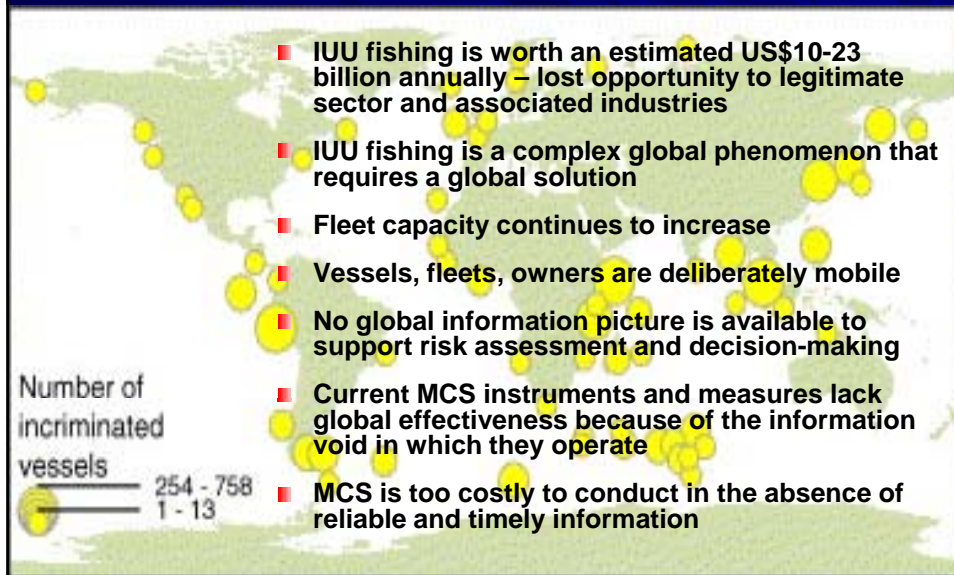 IUU fishing is worth an estimated US$10-23
billion annually – lost opportunity to legitimate
sector and associated industries
IUU fishing is a complex global phenomenon that
requires a global solution
Fleet capacity continues to increase
Vessels, fleets, owners are deliberately mobile
No global information picture is available to
support risk assessment and decision-making
Current MCS instruments and measures lack
global effectiveness because of the information
void in which they operate
MCS is too costly to conduct in the absence of
reliable and timely information
Number of
incriminated
vessels
254 - 758
1 - 13